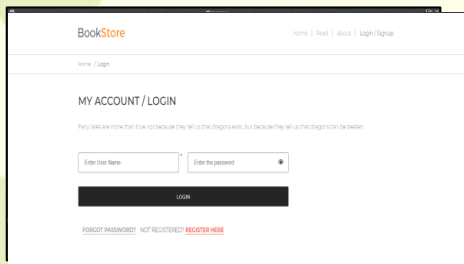 BookStore
Home | Read | About | Login/Signup
Home / Login
MY ACCOUNT / LOGIN
Fairy tales are more than true not because they tell us that dragons exist, but because they tell us that dragons can be beaten.
Enter User Name * Enter the password
LOGIN
FORGOT PASSWORD? NOT REGISTERED? REGISTER HERE